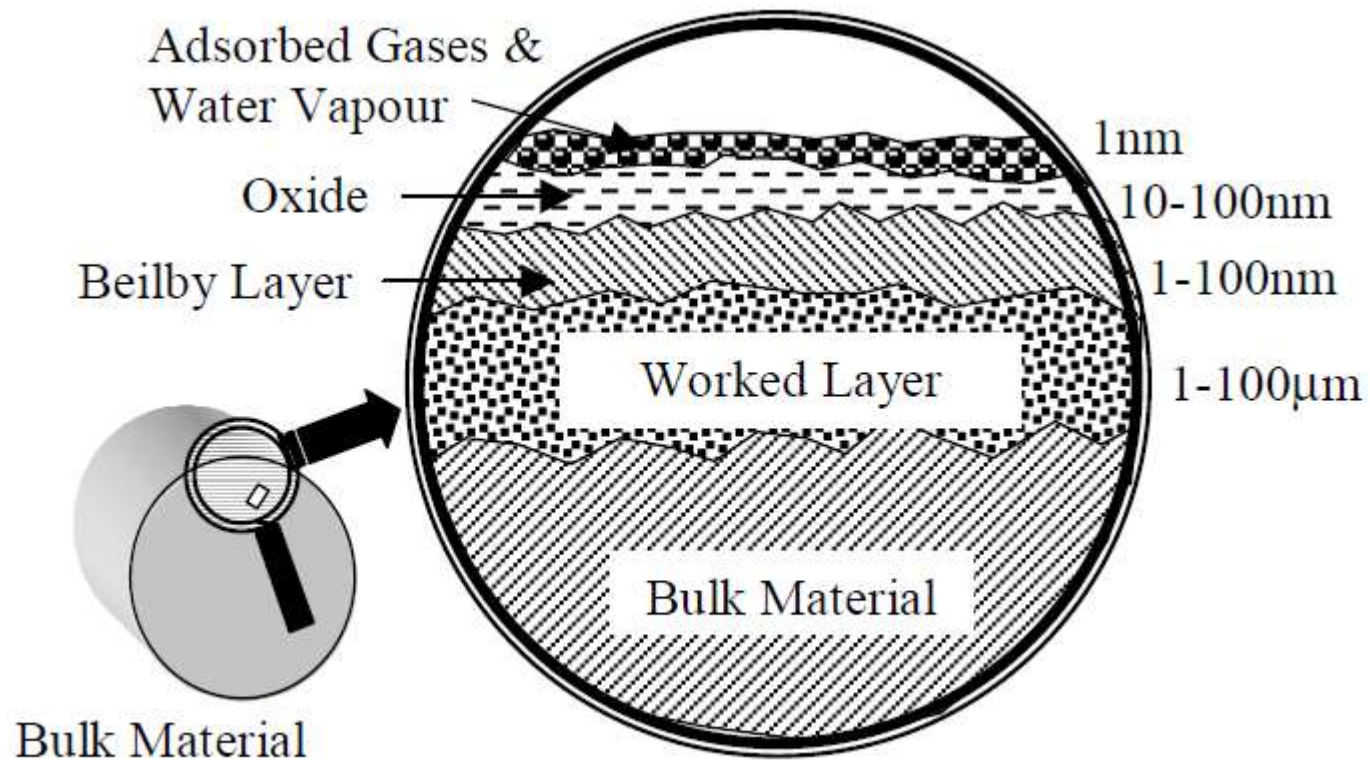 Adsorbed Gases &
Water Vapour
1nm
Oxide
10-100nm
Beilby Layer
1-100nm
Worked Layer
1-100μm
Bulk Material
Bulk Material